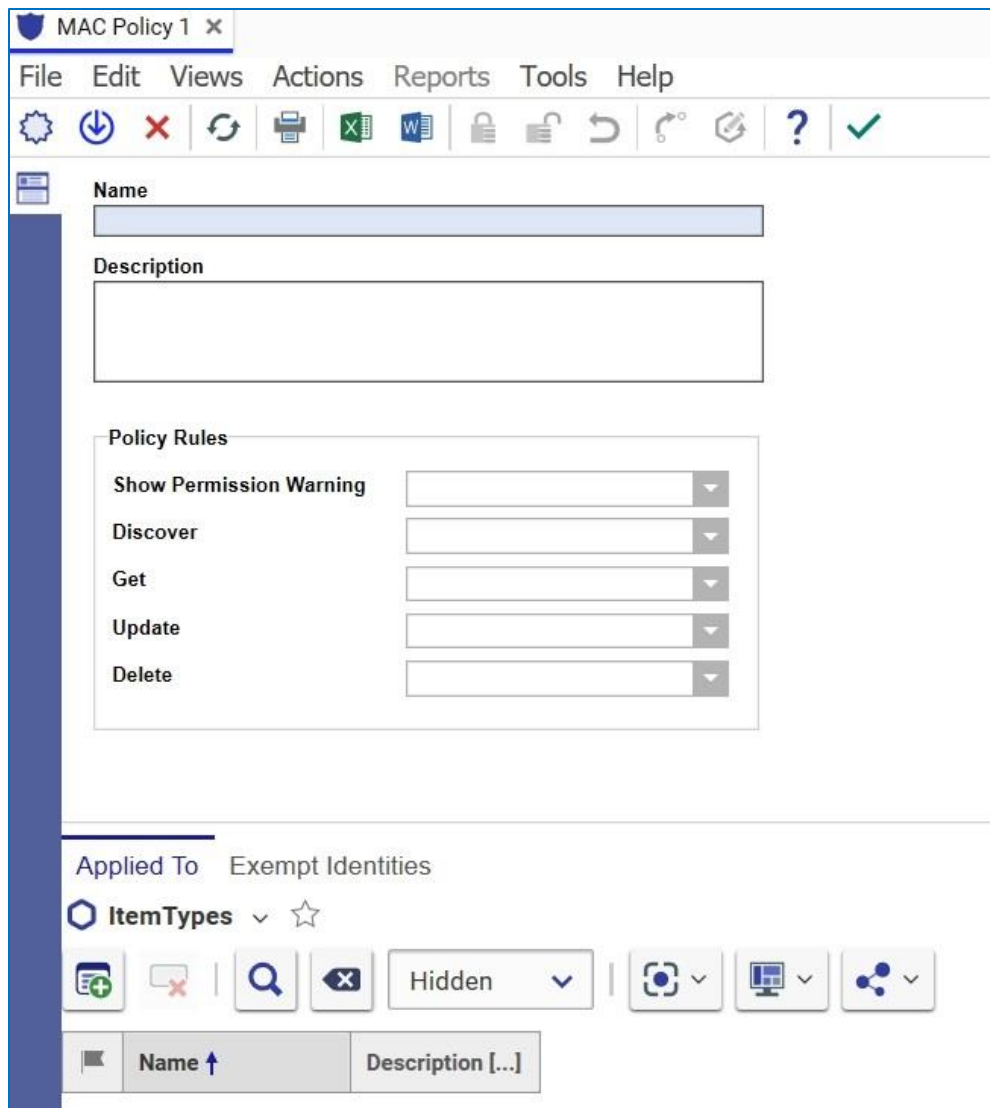 MAC Policy 1
File Edit Views Actions Reports Tools Help
Name
Description
Policy Rules
Show Permission Warning
Discover
Get
Update
Delete
Applied To Exempt Identities
ItemTypes
Hidden
Name Description [...]